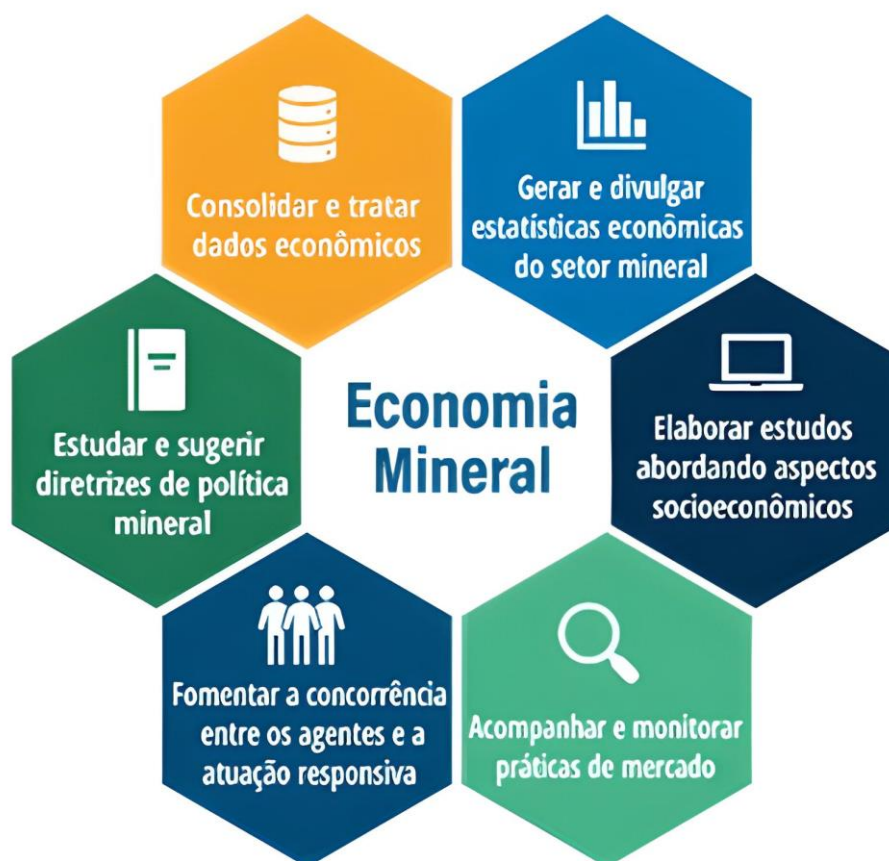 Consolidar e tratar
dados econômicos
Gerar e divulgar
estatísticas econômicas
do setor mineral
Estudar e sugerir
diretrizes de política
mineral
Economia
Mineral
Elaborar estudos
abordando aspectos
socioeconômicos
Fomentar a concorrência
entre os agentes e a
atuação responsiva
Acompanhar e monitorar
práticas de mercado